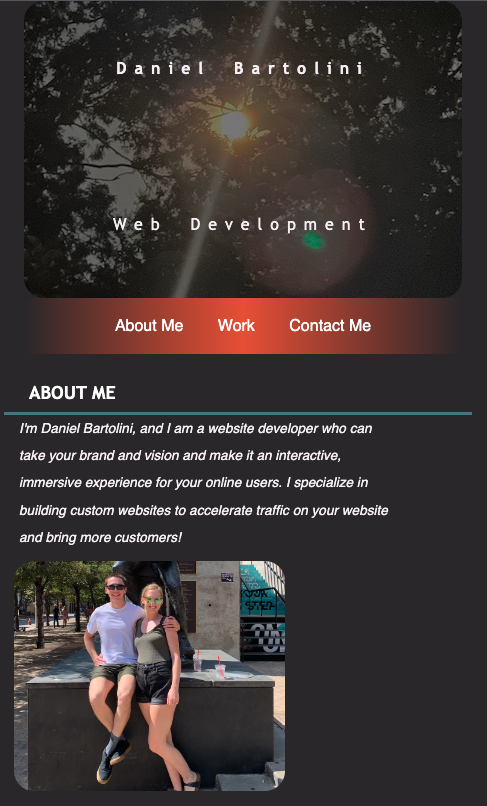 Daniel Bartolini
Web Development
About Me Work Contact Me
ABOUT ME
I'm Daniel Bartolini, and I am a website developer who can
take your brand and vision and make it an interactive,
immersive experience for your online users. I specialize in
building custom websites to accelerate traffic on your website
and bring more customers!